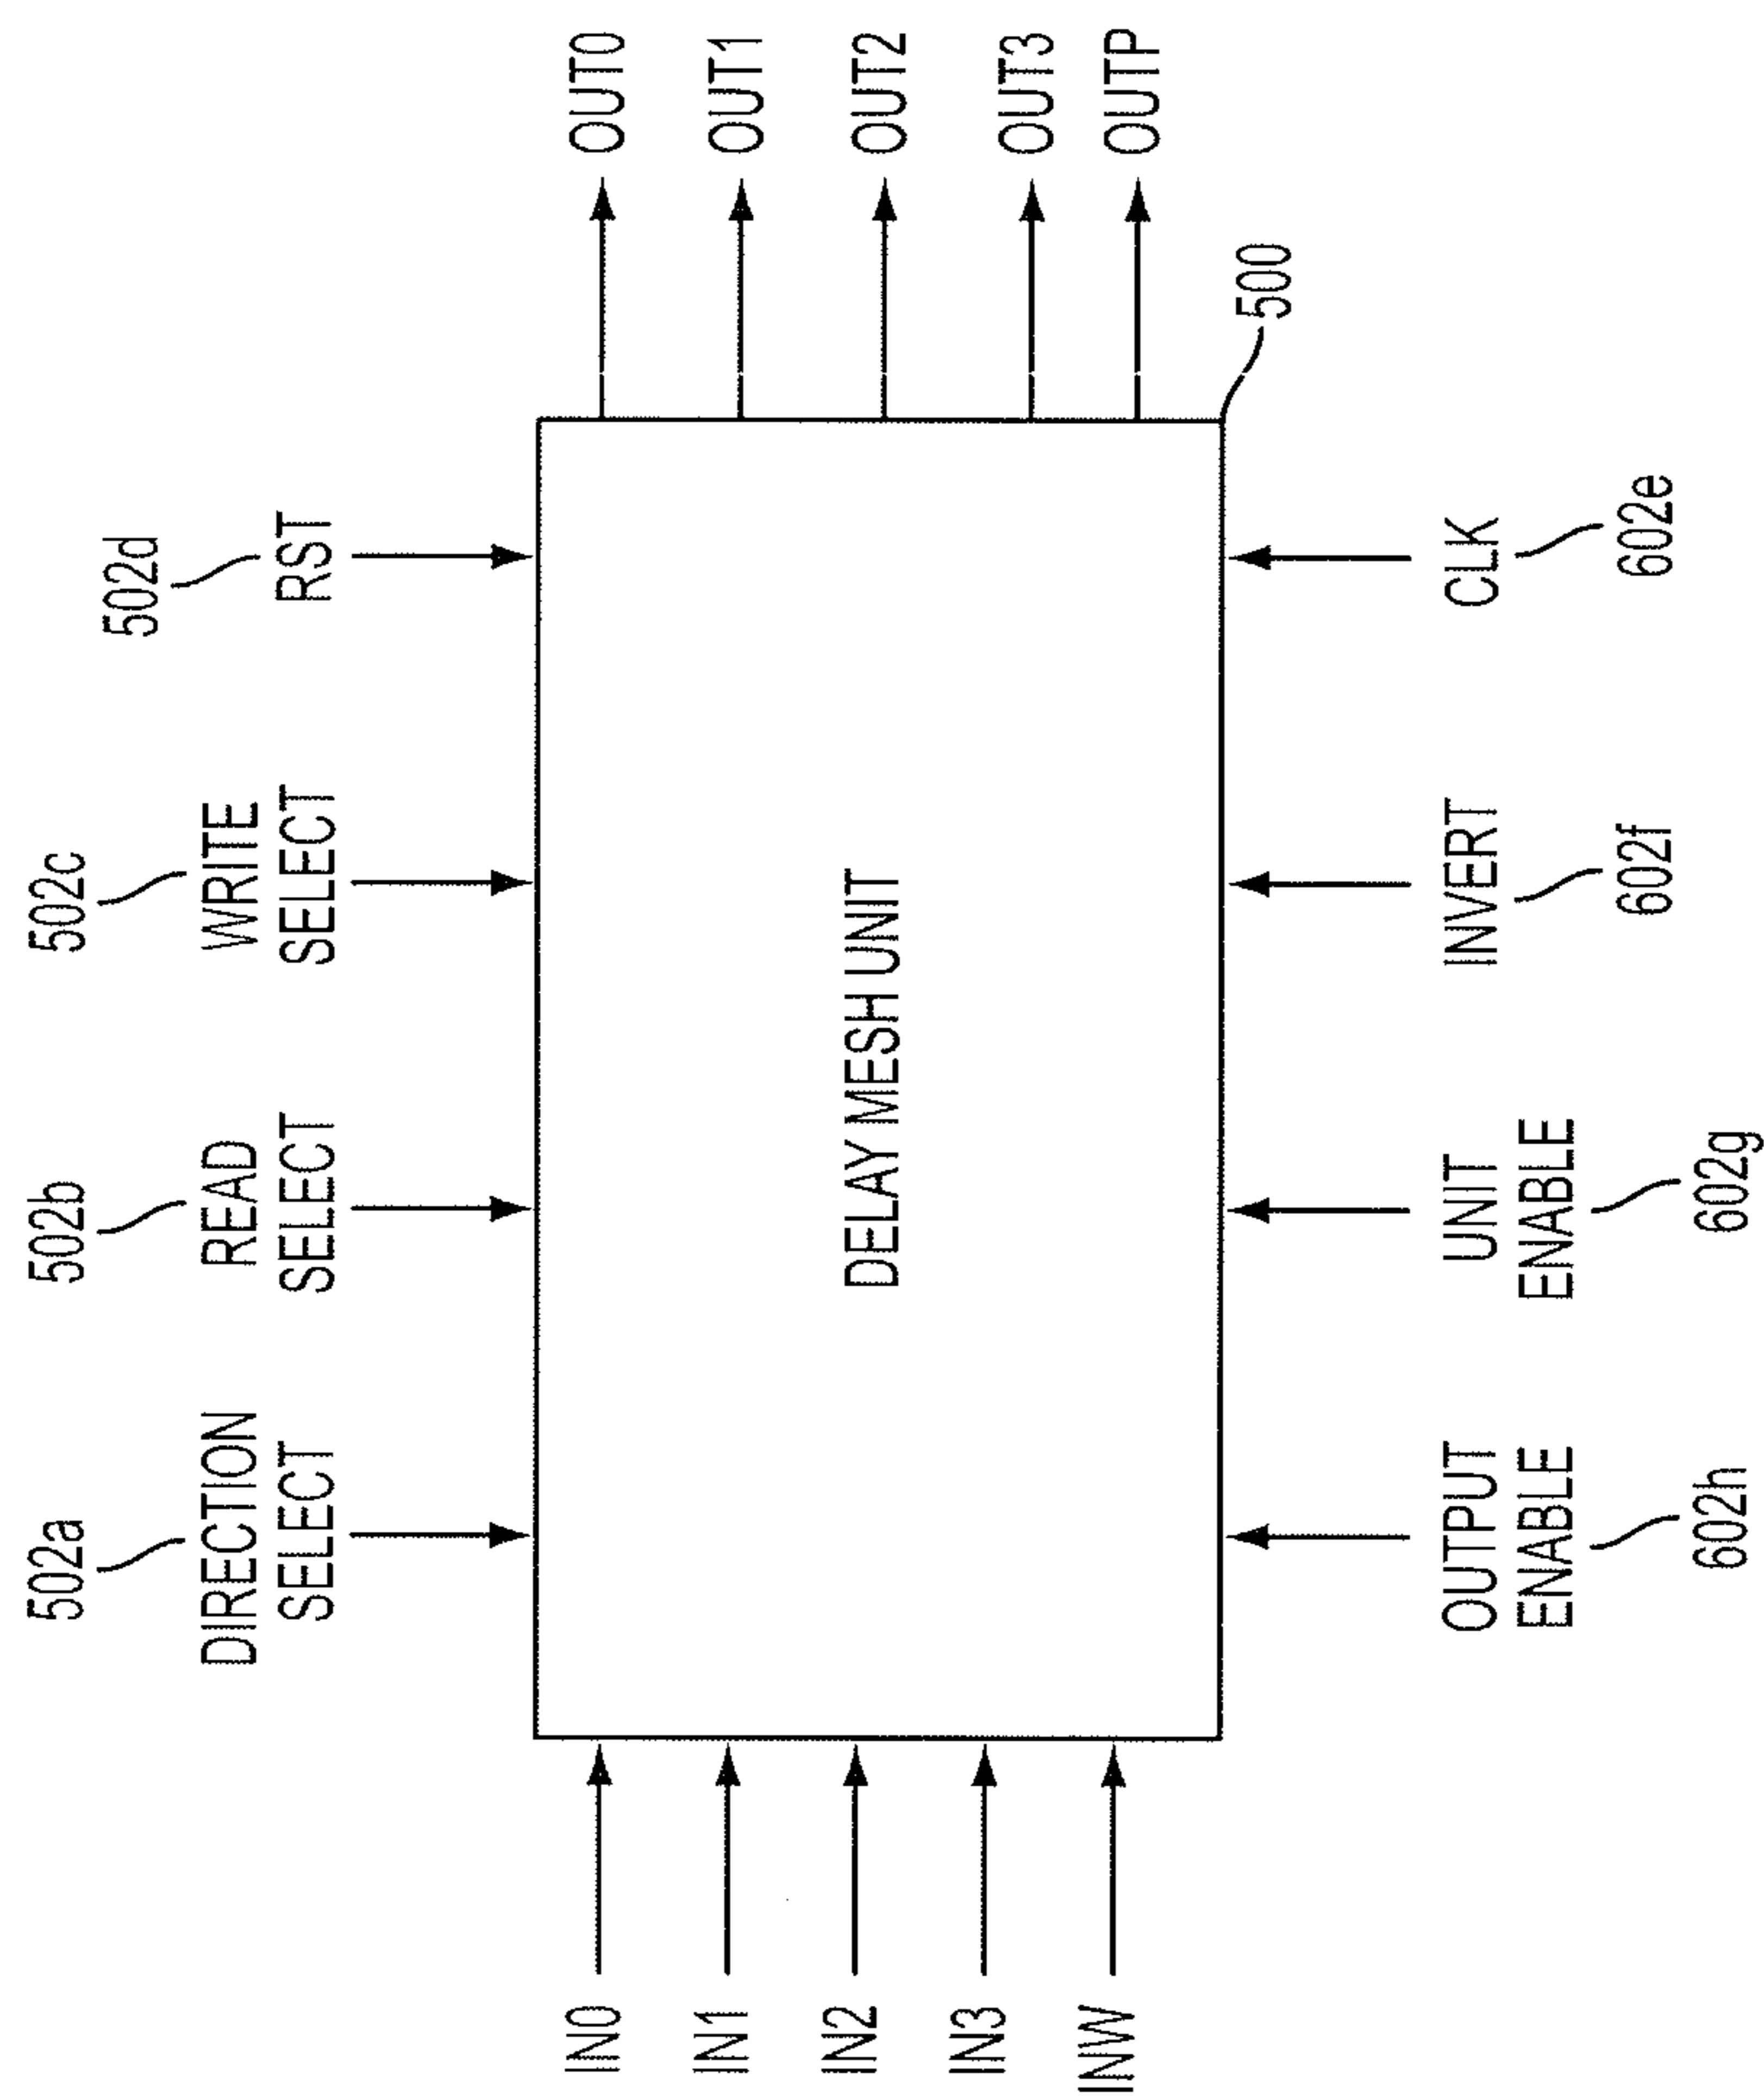 502a
502b
502c
502d
DIRECTION
SELECT
READ
SELECT
WRITE
SELECT
RST
IN0
IN1
IN2
IN3
INW
DELAY MESH UNIT
OUT0
OUT1
OUT2
OUT3
OUTP
500
OUTPUT
ENABLE
UNIT
ENABLE
INVERT
CLK
602h
602g
602f
602e